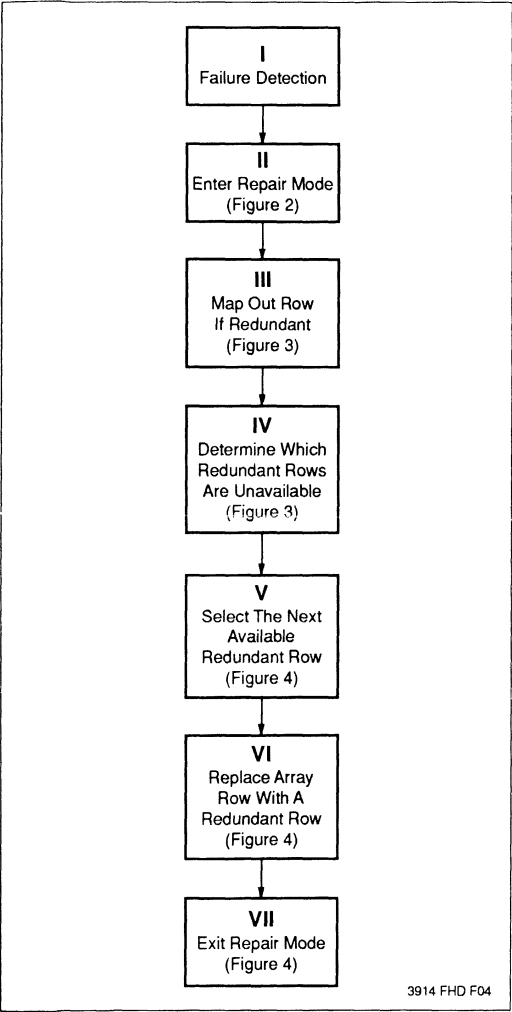 I
Failure Detection
II
Enter Repair Mode
(Figure 2)
III
Map Out Row
If Redundant
(Figure 3)
IV
Determine Which
Redundant Rows
Are Unavailable
(Figure 3)
V
Select The Next
Available
Redundant Row
(Figure 4)
VI
Replace Array
Row With A
Redundant Row
(Figure 4)
VII
Exit Repair Mode
(Figure 4)
3914 FHD F04